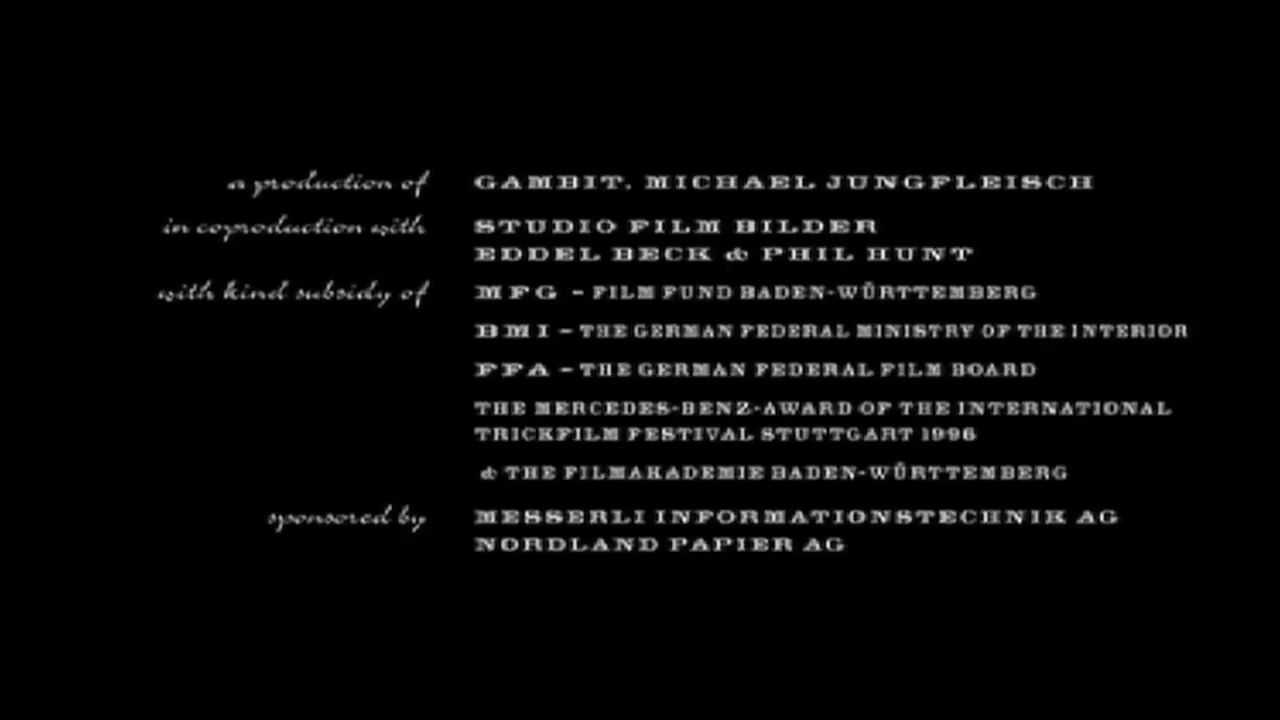 a production of GAMBIT, MICHAEL JUNGFLEISCH
in coproduction with STUDIO FILM BILDER
EDDEL BECK & PHIL HUNT
with kind subsidy of MFG - FILM FUND BADEN-WÜRTTEMBERG
BMI - THE GERMAN FEDERAL MINISTRY OF THE INTERIOR
FFA - THE GERMAN FEDERAL FILM BOARD
THE MERCEDES-BENZ-AWARD OF THE INTERNATIONAL
TRICKFILM FESTIVAL STUTTGART 1996
& THE FILMAKADEMIE BADEN-WÜRTTEMBERG
sponsored by MESSERLI INFORMATIONSTECHNIK AG
NORDLAND PAPIER AG